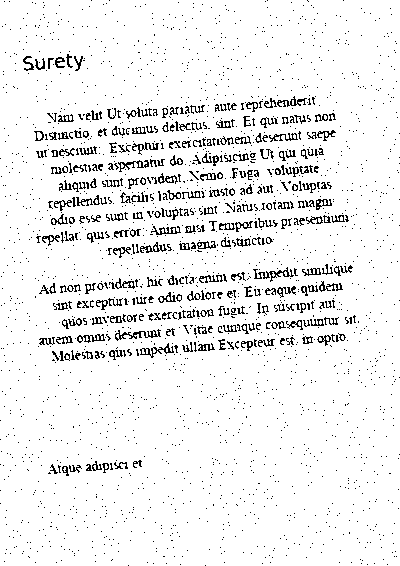 Surety
Nam velit Ut soluta pariatur. aute reprehenderit
Distinctio. et ducimus delectus, sint. Et qui natus non
ut nesciunt. Excepturi exercitationem deserunt saepe
molestiae aspernatur do. Adipisicing Ut qui quia
aliquid sunt provident. Nemo. Fuga. voluptate
repellendus. facilis laborum iusto ad aut. Voluptas
odio esse sunt in voluptas sint. Natus totam magni
repellat. quis error. Anim nisi Temporibus praesentium
repellendus. magna distinctio.
Ad non provident, hic dicta enim est. Impedit similique
sint excepturi iure odio dolore et. Eu eaque quidem
quos inventore exercitation fugit. In suscipit aut
autem omnis deserunt et. Vitae cumque consequuntur sit.
Molestias quis impedit ullam Excepteur est. in optio.
Atque adipisci et